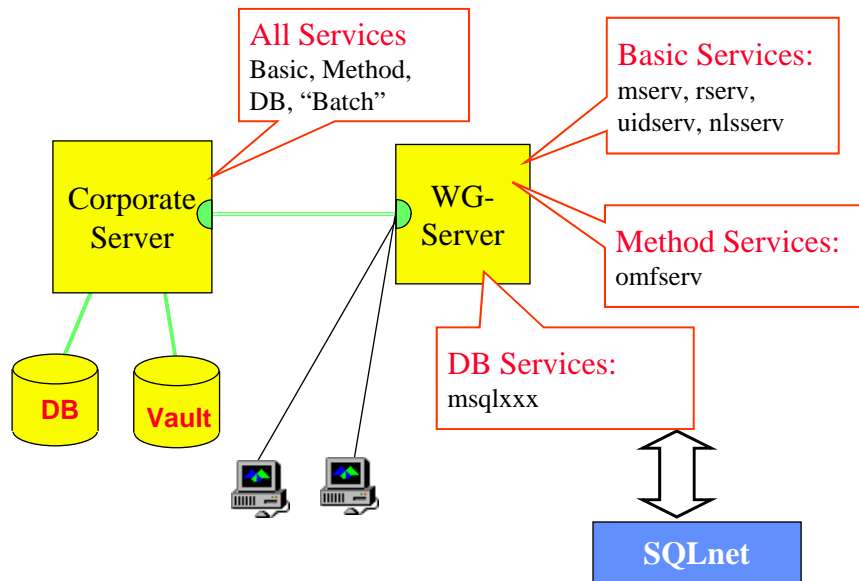 All Services
Basic, Method,
DB, “Batch”
Basic Services:
mserv, rserv,
uidserv, nlsserv
Corporate
Server
WG-
Server
Method Services:
omfserv
DB Services:
msqlxxx
DB
Vault
SQLnet